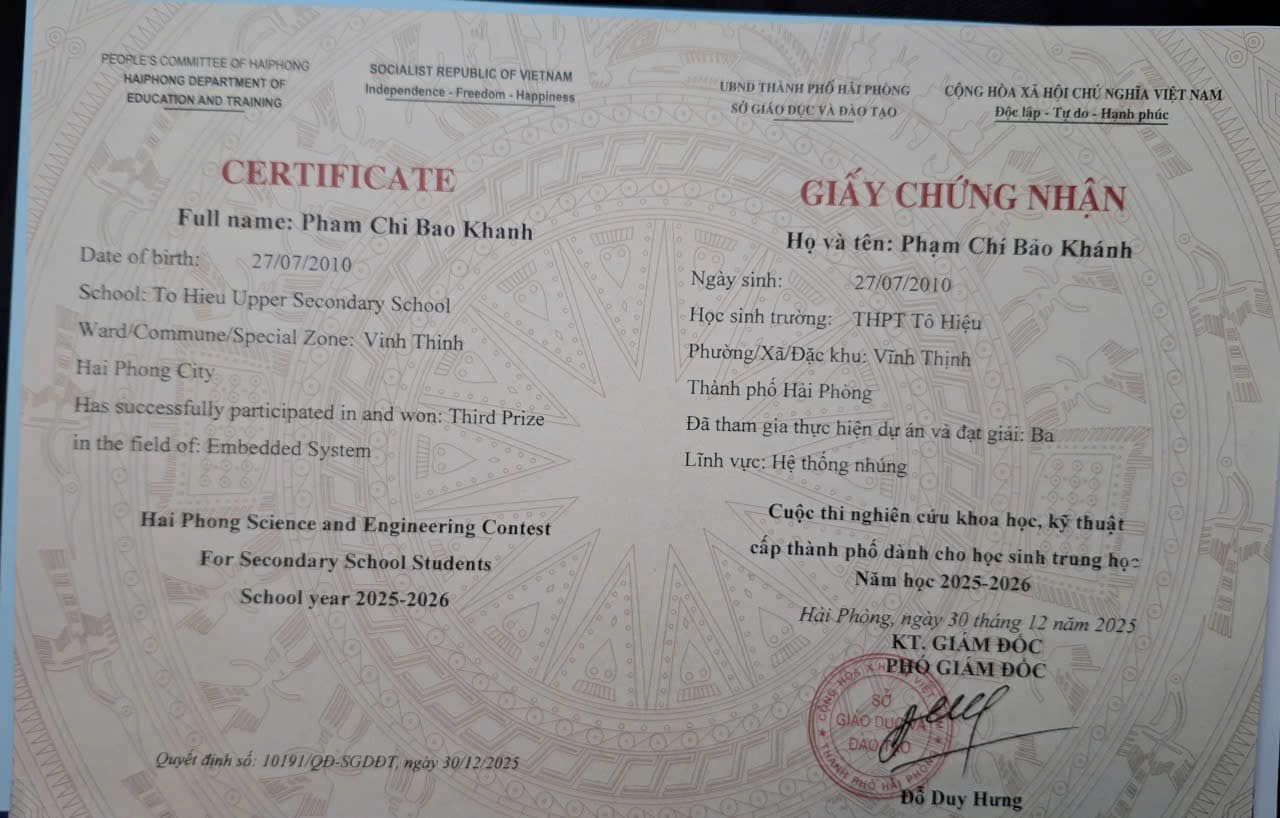 PEOPLE'S COMMITTEE OF HAIPHONG
HAIPHONG DEPARTMENT OF
EDUCATION AND TRAINING
SOCIALIST REPUBLIC OF VIETNAM
Independence - Freedom - Happiness
CERTIFICATE
Full name: Pham Chi Bao Khanh
Date of birth: 27/07/2010
School: To Hieu Upper Secondary School
Ward/Commune/Special Zone: Vinh Thinh
Hai Phong City
Has successfully participated in and won: Third Prize
in the field of: Embedded System
Hai Phong Science and Engineering Contest
For Secondary School Students
School year 2025-2026
Quyết định số: 10191/QĐ-SGDĐT, ngày 30/12/2025
UBND THÀNH PHỐ HẢI PHÒNG
SỞ GIÁO DỤC VÀ ĐÀO TẠO
CỘNG HÒA XÃ HỘI CHỦ NGHĨA VIỆT NAM
Độc lập - Tự do - Hạnh phúc
GIẤY CHỨNG NHẬN
Họ và tên: Phạm Chí Bảo Khánh
Ngày sinh: 27/07/2010
Học sinh trường: THPT Tô Hiệu
Phường/Xã/Đặc khu: Vĩnh Thịnh
Thành phố Hải Phòng
Đã tham gia thực hiện dự án và đạt giải: Ba
Lĩnh vực: Hệ thống nhúng
Cuộc thi nghiên cứu khoa học, kỹ thuật
cấp thành phố dành cho học sinh trung học
Năm học 2025-2026
Hải Phòng, ngày 30 tháng 12 năm 2025
KT. GIÁM ĐỐC
PHÓ GIÁM ĐỐC
SỞ
GIÁO DỤC VÀ
ĐÀO TẠO
THÀNH PHỐ HẢI PHÒNG
Đỗ Duy Hưng